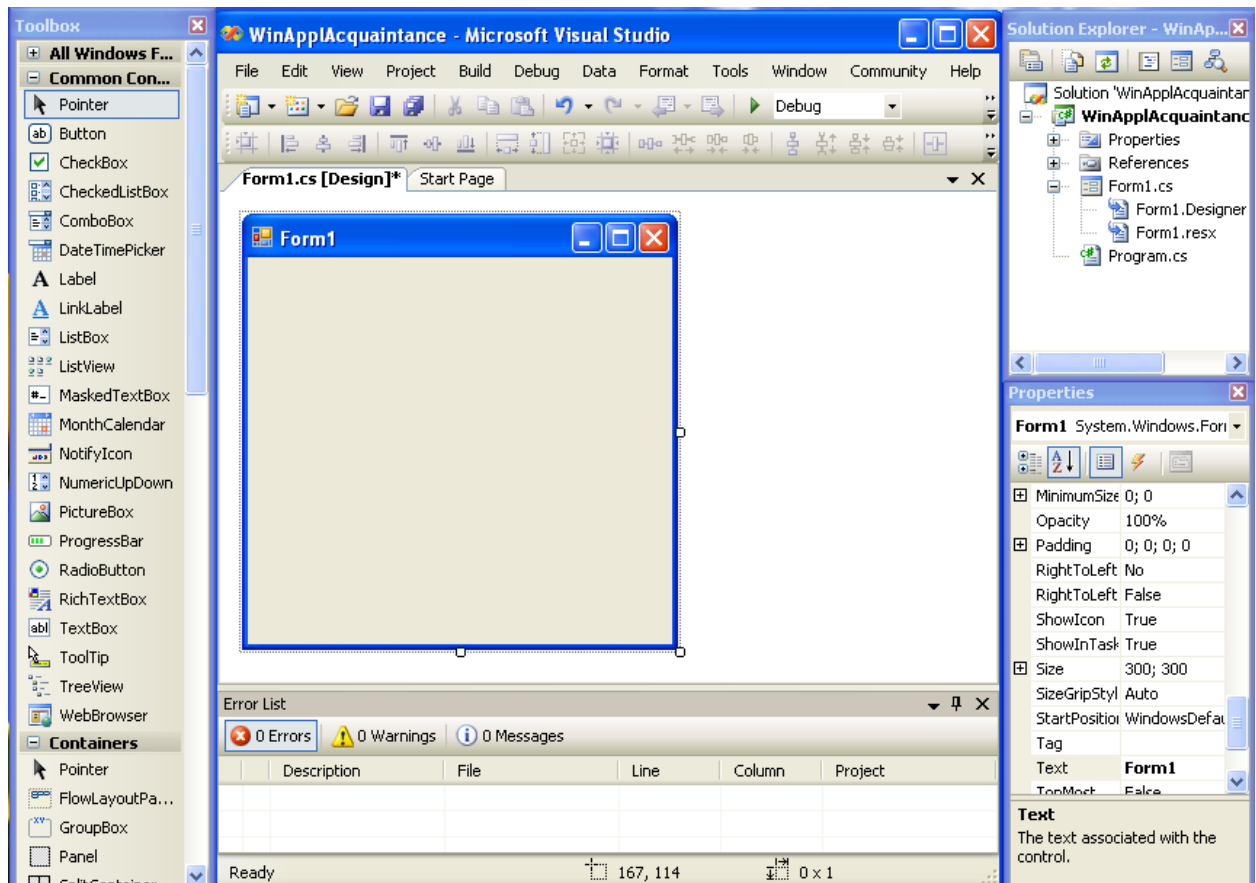 Toolbox
All Windows F...
Common Con...
Pointer
Button
CheckBox
CheckedListBox
ComboBox
DateTimePicker
Label
LinkLabel
ListBox
ListView
MaskedTextBox
MonthCalendar
NotifyIcon
NumericUpDown
PictureBox
ProgressBar
RadioButton
RichTextBox
TextBox
ToolTip
TreeView
WebBrowser
Containers
Pointer
FlowLayoutPa...
GroupBox
Panel
SplitContainer
WinApplAcquaintance - Microsoft Visual Studio
File Edit View Project Build Debug Data Format Tools Window Community Help
Debug
Form1.cs [Design]* Start Page
Form1
Error List
0 Errors 0 Warnings 0 Messages
Description File Line Column Project
Ready 167, 114 0 x 1
Solution Explorer - WinAp...
Solution 'WinApplAcquaintan
WinApplAcquaintanc
Properties
References
Form1.cs
Form1.Designer
Form1.resx
Program.cs
Properties
Form1 System.Windows.Forr
MinimumSize 0; 0
Opacity 100%
Padding 0; 0; 0; 0
RightToLeft No
RightToLeft False
ShowIcon True
ShowInTask True
Size 300; 300
SizeGripStyl Auto
StartPosition WindowsDefau
Tag
Text Form1
TopMost False
Text
The text associated with the
control.